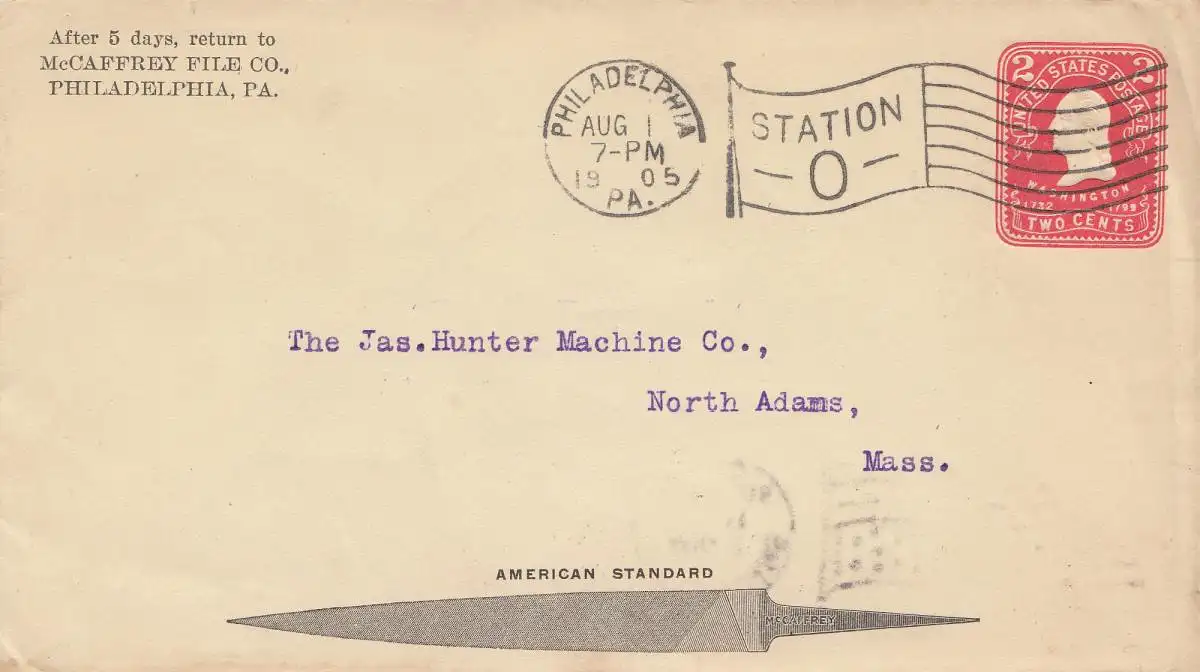 After 5 days, return to
McCAFFREY FILE CO.,
PHILADELPHIA, PA.
PHILADELPHIA
AUG 1
7-PM
19 05
PA.
STATION
- O -
2 2
UNITED STATES POSTAGE
WASHINGTON
1732 1799
TWO CENTS
The Jas.Hunter Machine Co.,
North Adams,
Mass.
AMERICAN STANDARD
McCAFFREY